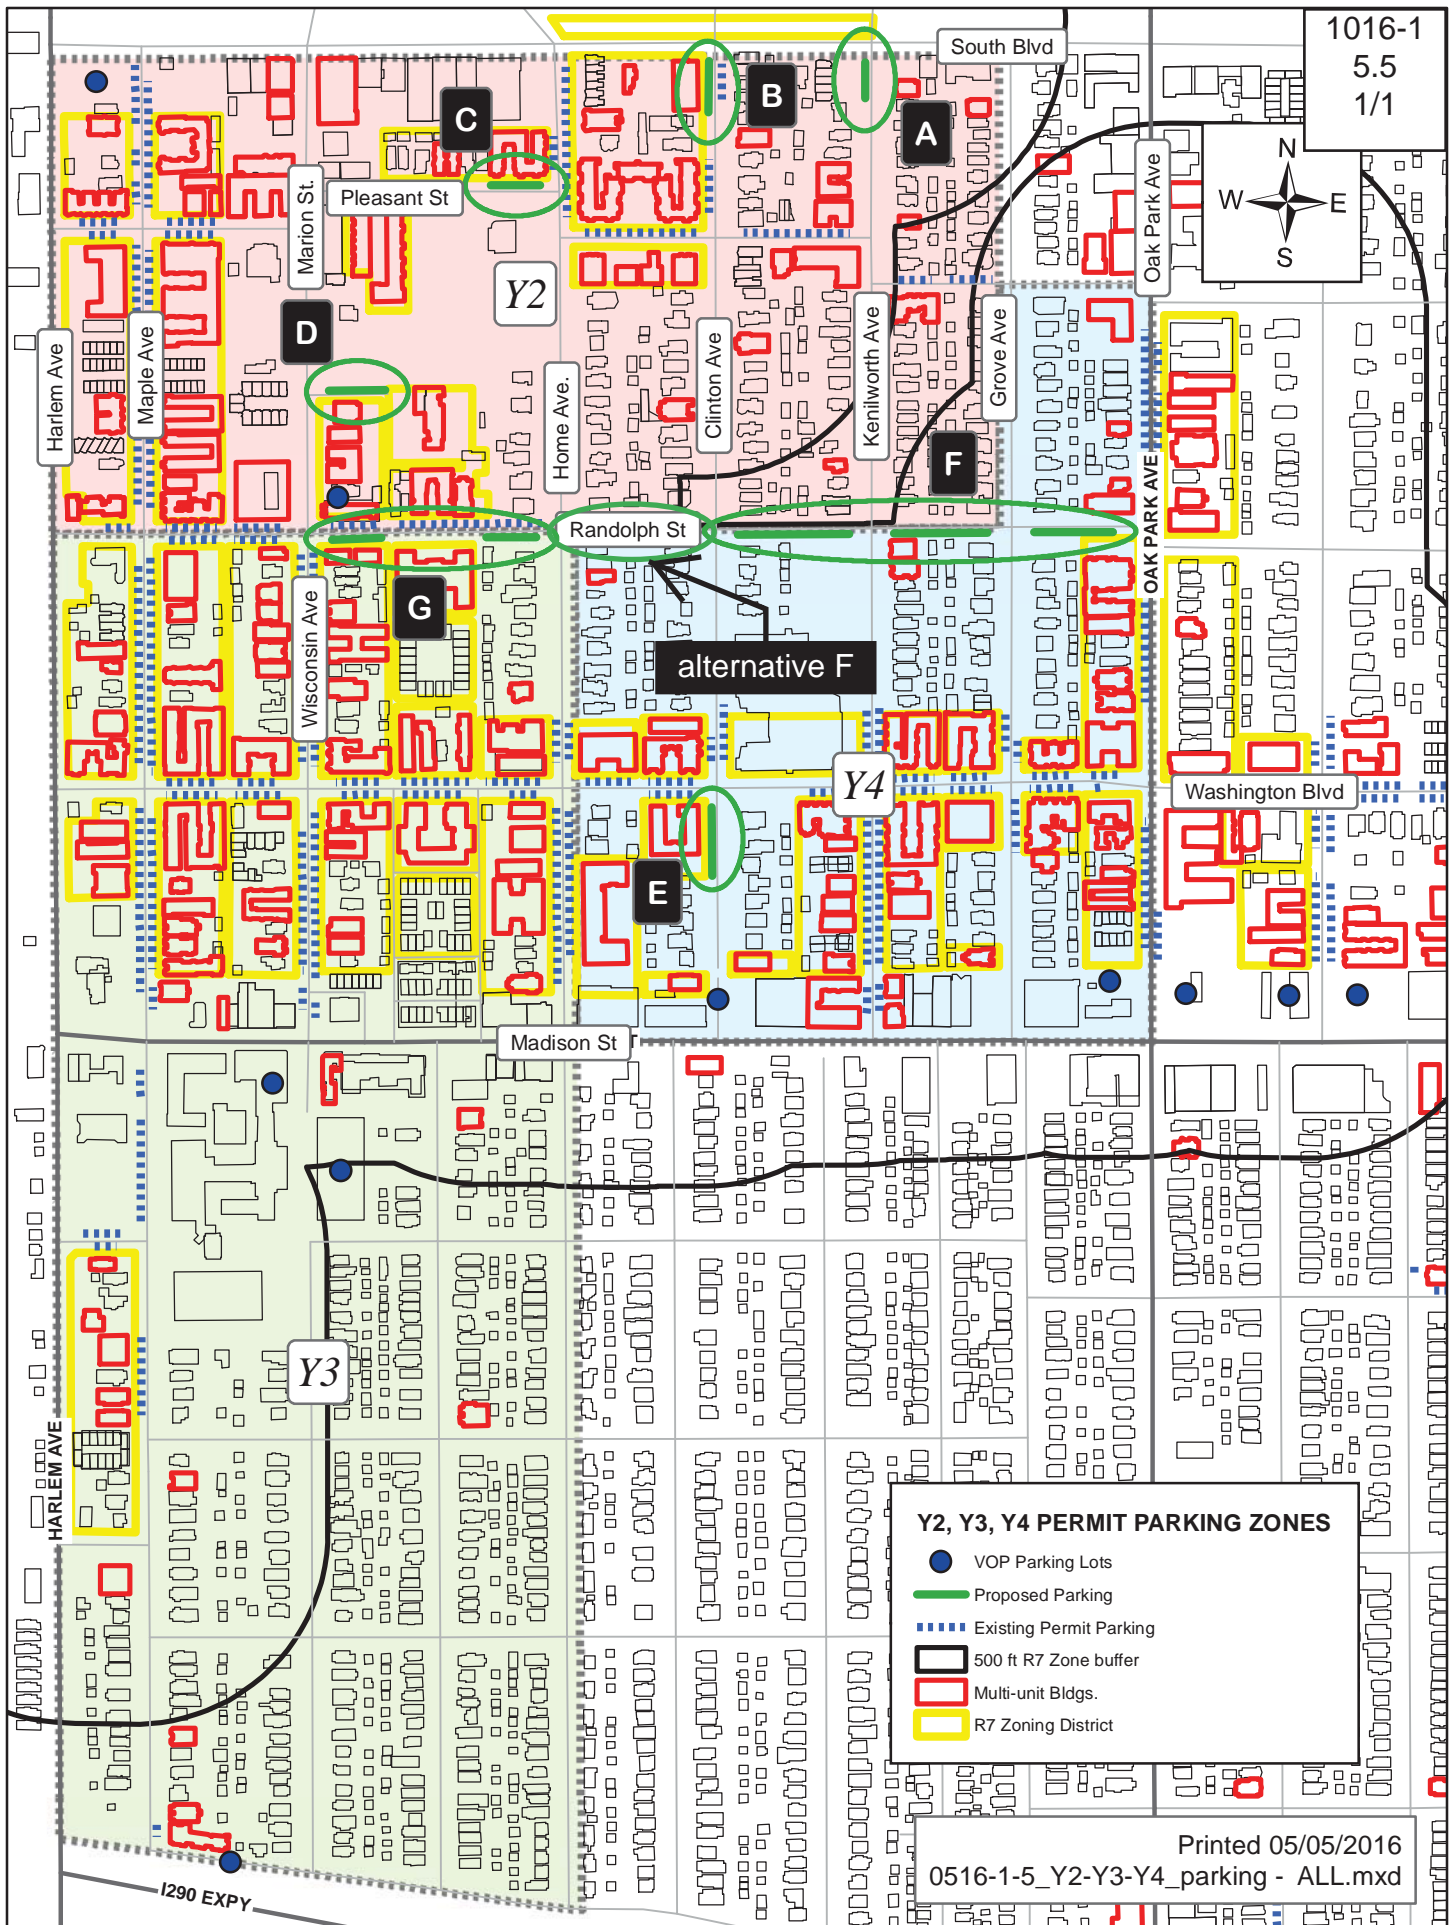 1016-1
5.5
1/1
South Blvd
N
W
E
S
B
C
A
Marion St.
Pleasant St
Oak Park Ave
Y2
D
Harlem Ave
Maple Ave
Home Ave.
Clinton Ave
Kenilworth Ave
Grove Ave
F
Randolph St
OAK PARK AVE
G
Wisconsin Ave
alternative F
Y4
Washington Blvd
E
Madison St
Y3
HARLEM AVE
Y2, Y3, Y4 PERMIT PARKING ZONES
VOP Parking Lots
Proposed Parking
Existing Permit Parking
500 ft R7 Zone buffer
Multi-unit Bldgs.
R7 Zoning District
Printed 05/05/2016
0516-1-5_Y2-Y3-Y4_parking - ALL.mxd
I290 EXPY